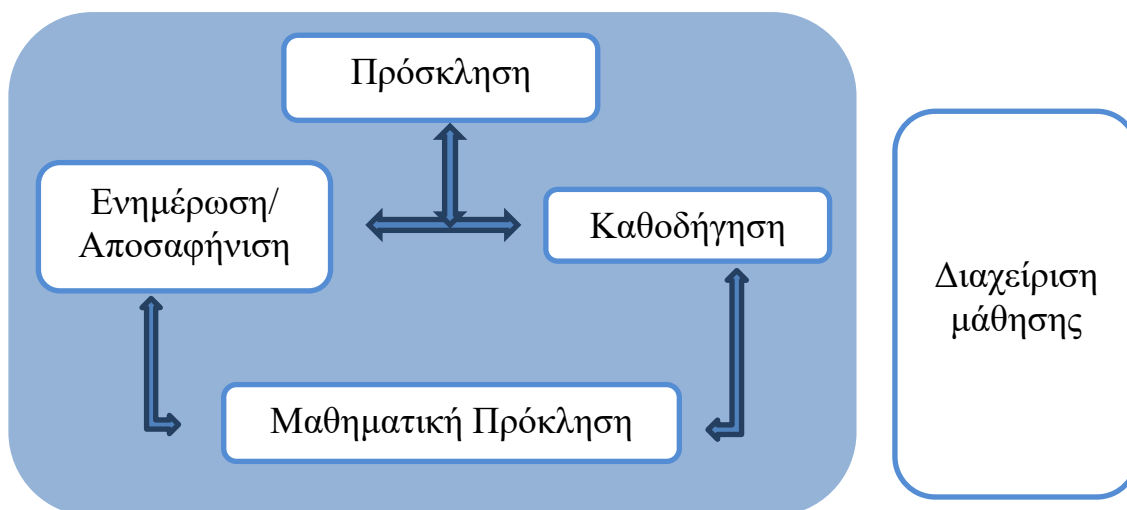 Πρόσκληση
Ενημέρωση/
Αποσαφήνιση
Καθοδήγηση
Μαθηματική Πρόκληση
Διαχείριση
μάθησης